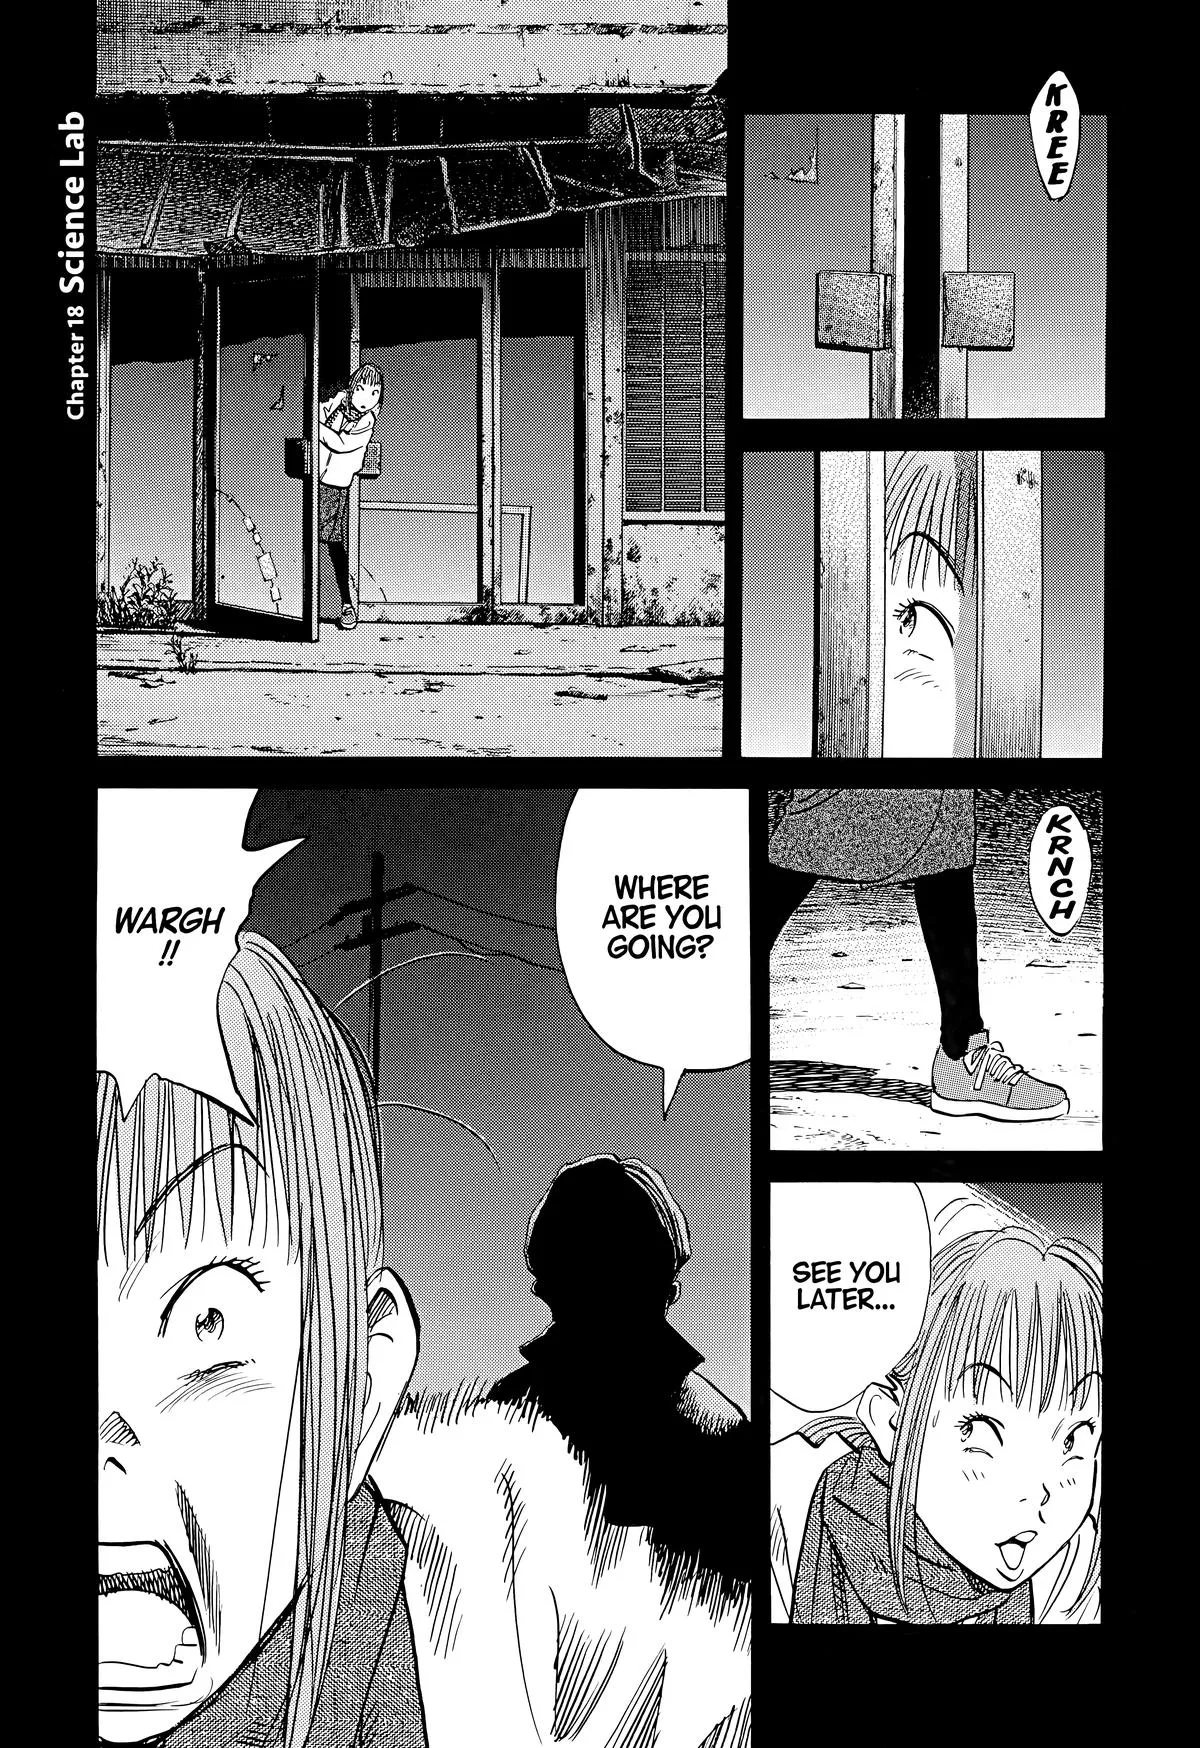 KREE
Chapter 18 Science Lab
KRNCH
SEE YOU
LATER...
WHERE
ARE YOU
GOING?
WARGH
!!